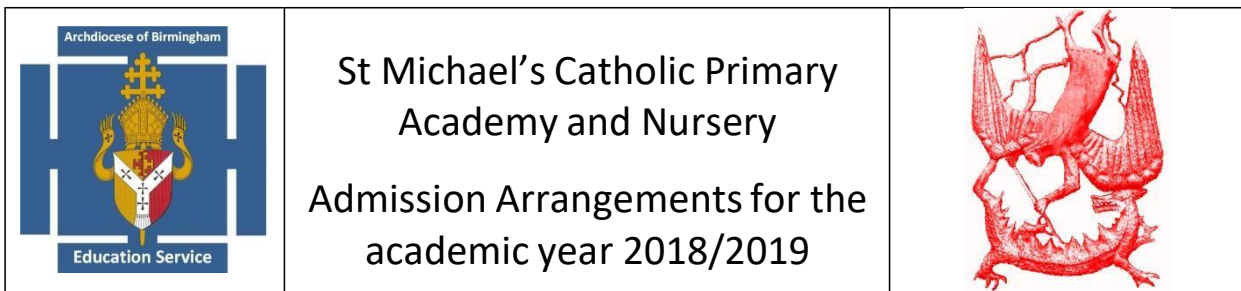 Archdiocese of Birmingham
Education Service
St Michael’s Catholic Primary
Academy and Nursery
Admission Arrangements for the
academic year 2018/2019